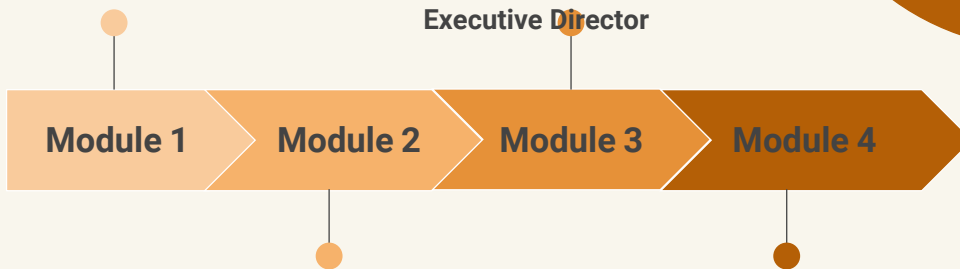 Executive Director
Module 1
Module 2
Module 3
Module 4